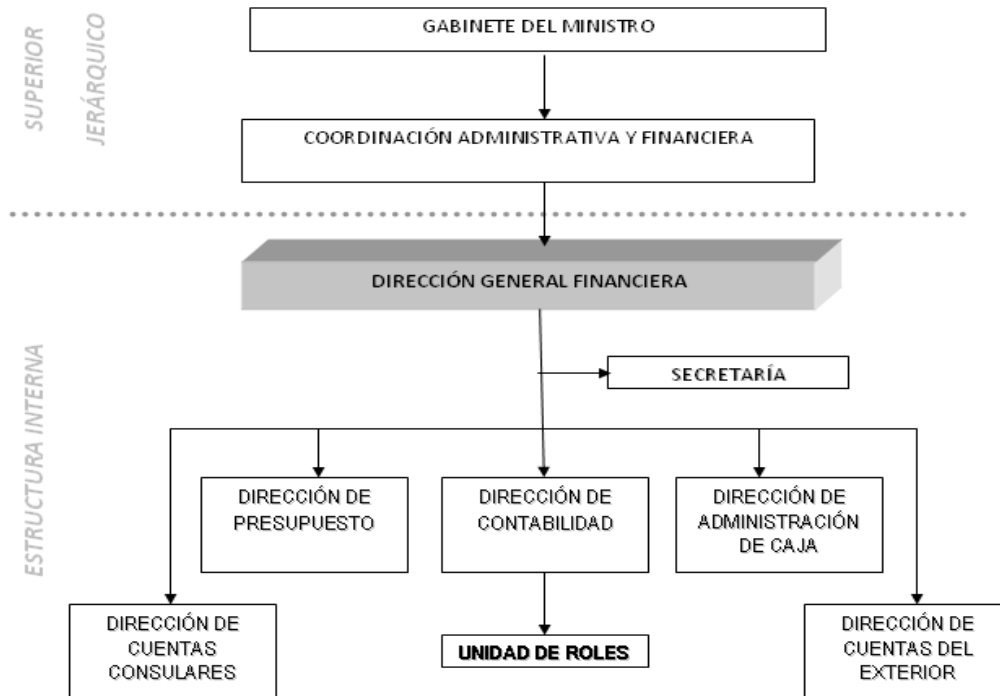 SUPERIOR
JERÁRQUICO
GABINETE DEL MINISTRO
COORDINACIÓN ADMINISTRATIVA Y FINANCIERA
ESTRUCTURA INTERNA
DIRECCIÓN GENERAL FINANCIERA
SECRETARÍA
DIRECCIÓN DE
PRESUPUESTO
DIRECCIÓN DE
CONTABILIDAD
DIRECCIÓN DE
ADMINISTRACIÓN
DE CAJA
DIRECCIÓN DE
CUENTAS
CONSULARES
UNIDAD DE ROLES
DIRECCIÓN DE
CUENTAS DEL
EXTERIOR